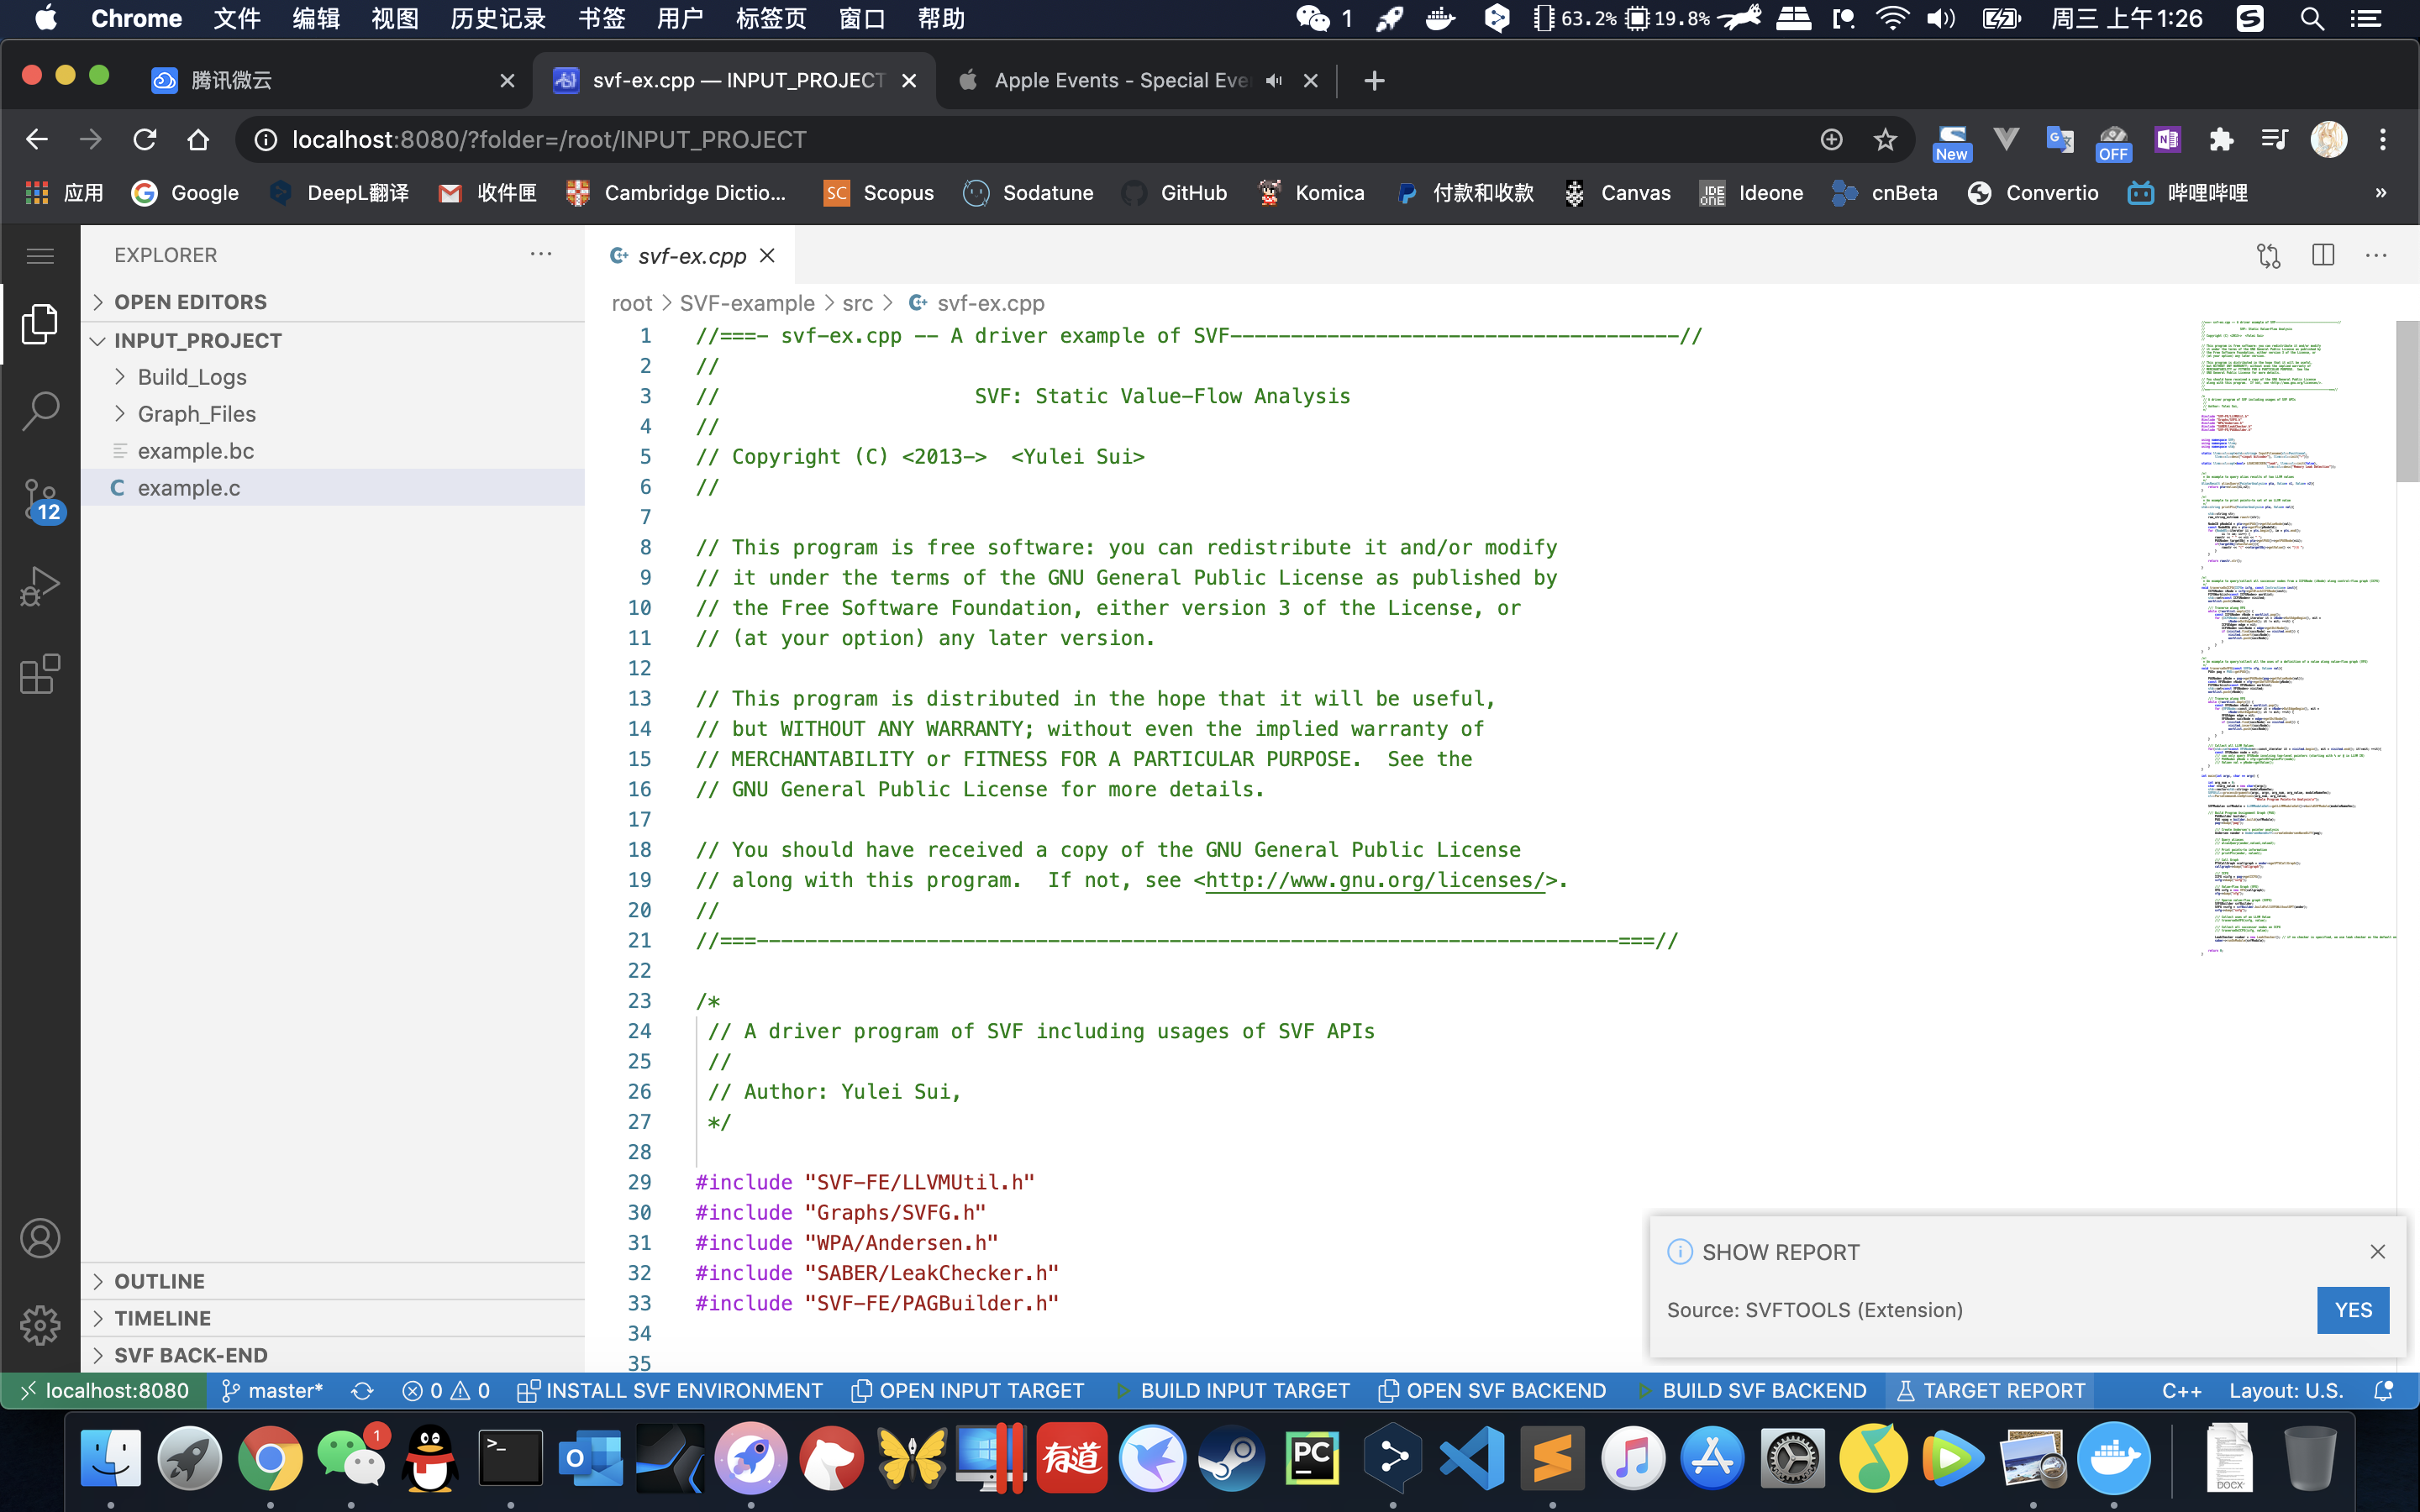 Chrome 文件 编辑 视图 历史记录 书签 用户 标签页 窗口 帮助 1 63.2% 19.8% 周三 上午1:26
腾讯微云 svf-ex.cpp — INPUT_PROJECT Apple Events - Special Eve
localhost:8080/?folder=/root/INPUT_PROJECT New OFF
应用 Google DeepL翻译 收件匣 Cambridge Dictio... SC Scopus Sodatune GitHub Komica 付款和收款 Canvas IDE ONE Ideone cnBeta Convertio 哔哩哔哩 »
EXPLORER
OPEN EDITORS
INPUT_PROJECT
Build_Logs
Graph_Files
example.bc
C example.c
12
OUTLINE
TIMELINE
SVF BACK-END
svf-ex.cpp
root > SVF-example > src > svf-ex.cpp
1 //===- svf-ex.cpp -- A driver example of SVF-------------------------------------//
2 //
3 // SVF: Static Value-Flow Analysis
4 //
5 // Copyright (C) <2013-> <Yulei Sui>
6 //
7
8 // This program is free software: you can redistribute it and/or modify
9 // it under the terms of the GNU General Public License as published by
10 // the Free Software Foundation, either version 3 of the License, or
11 // (at your option) any later version.
12
13 // This program is distributed in the hope that it will be useful,
14 // but WITHOUT ANY WARRANTY; without even the implied warranty of
15 // MERCHANTABILITY or FITNESS FOR A PARTICULAR PURPOSE. See the
16 // GNU General Public License for more details.
17
18 // You should have received a copy of the GNU General Public License
19 // along with this program. If not, see <http://www.gnu.org/licenses/>.
20 //
21 //===-----------------------------------------------------------------------===//
22
23 /*
24 // A driver program of SVF including usages of SVF APIs
25 //
26 // Author: Yulei Sui,
27 */
28
29 #include "SVF-FE/LLVMUtil.h"
30 #include "Graphs/SVFG.h"
31 #include "WPA/Andersen.h"
32 #include "SABER/LeakChecker.h"
33 #include "SVF-FE/PAGBuilder.h"
34
35
SHOW REPORT
Source: SVFTOOLS (Extension) YES
localhost:8080 master* 0 0 INSTALL SVF ENVIRONMENT OPEN INPUT TARGET BUILD INPUT TARGET OPEN SVF BACKEND BUILD SVF BACKEND TARGET REPORT C++ Layout: U.S.
1 有道 PC DOCX